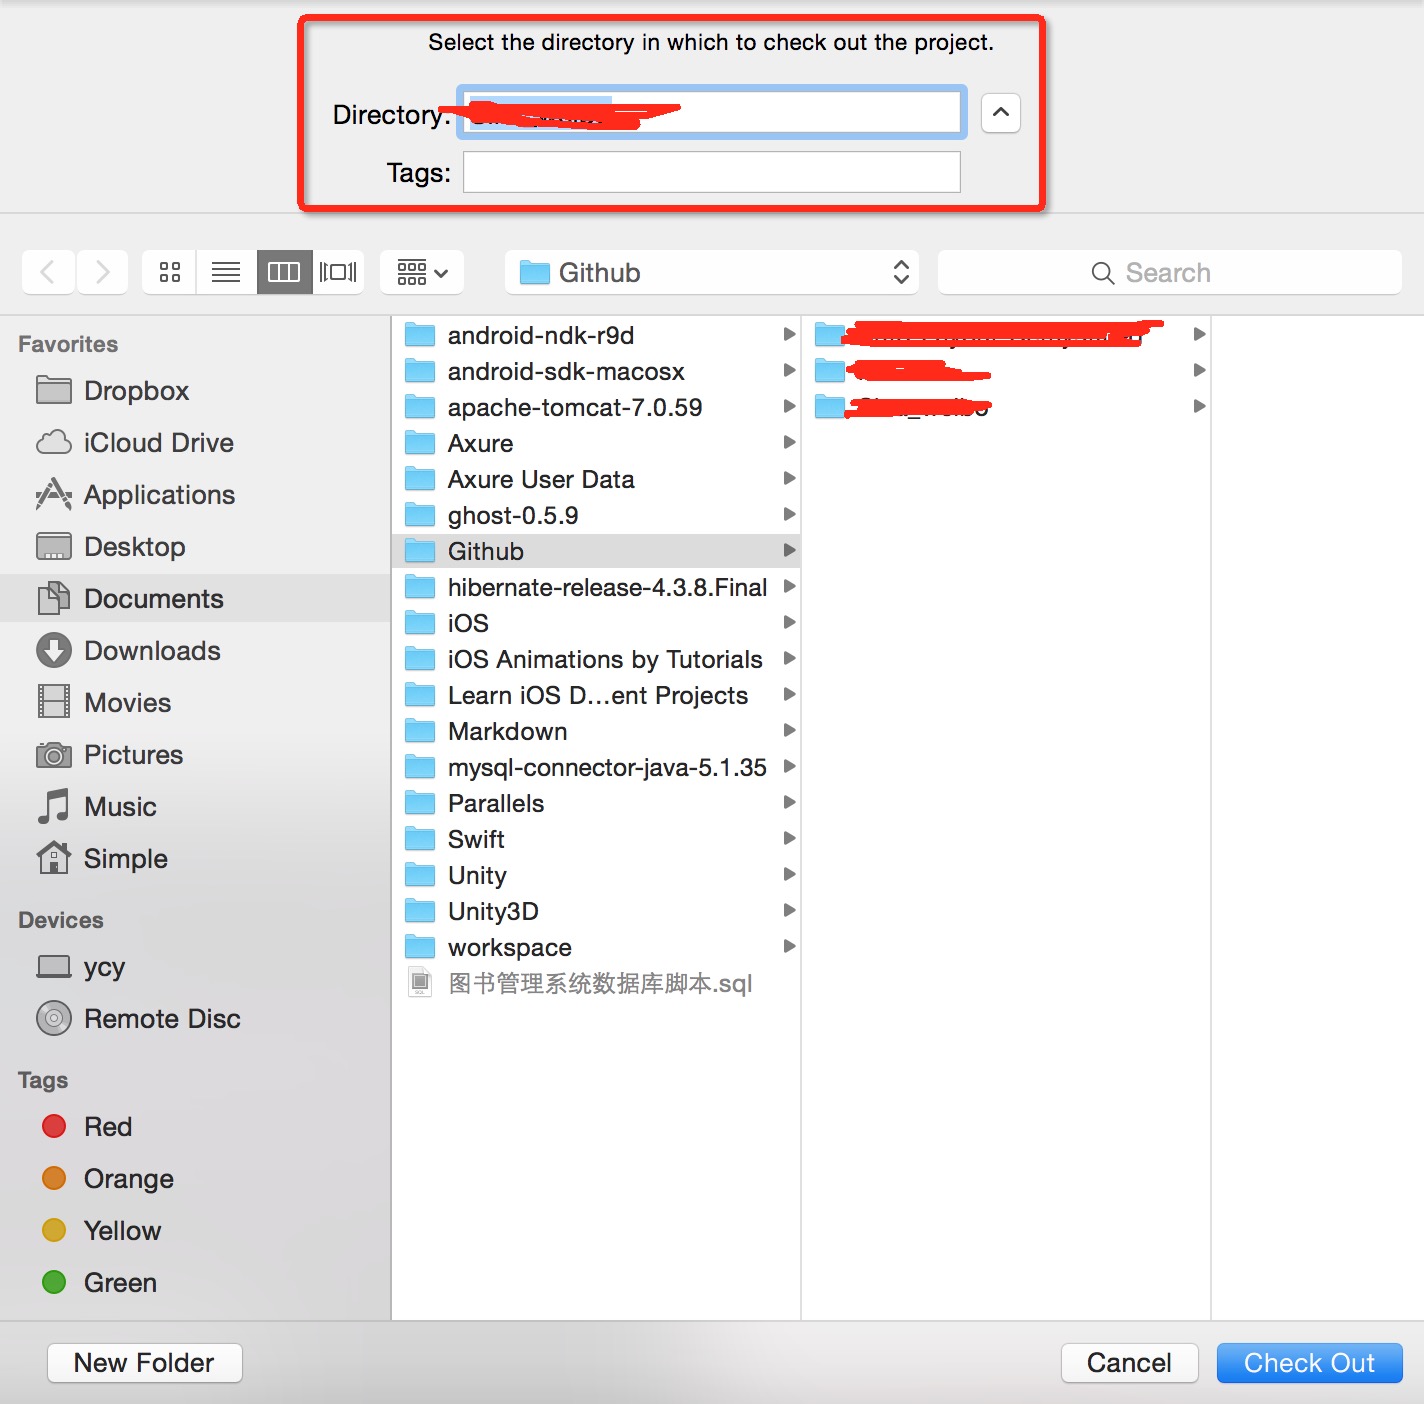 Select the directory in which to check out the project.
Directory:
Tags:
Github
Search
Favorites
Dropbox
iCloud Drive
Applications
Desktop
Documents
Downloads
Movies
Pictures
Music
Simple
Devices
ycy
Remote Disc
Tags
Red
Orange
Yellow
Green
android-ndk-r9d
android-sdk-macosx
apache-tomcat-7.0.59
Axure
Axure User Data
ghost-0.5.9
Github
hibernate-release-4.3.8.Final
iOS
iOS Animations by Tutorials
Learn iOS D...ent Projects
Markdown
mysql-connector-java-5.1.35
Parallels
Swift
Unity
Unity3D
workspace
图书管理系统数据库脚本.sql
New Folder
Cancel
Check Out